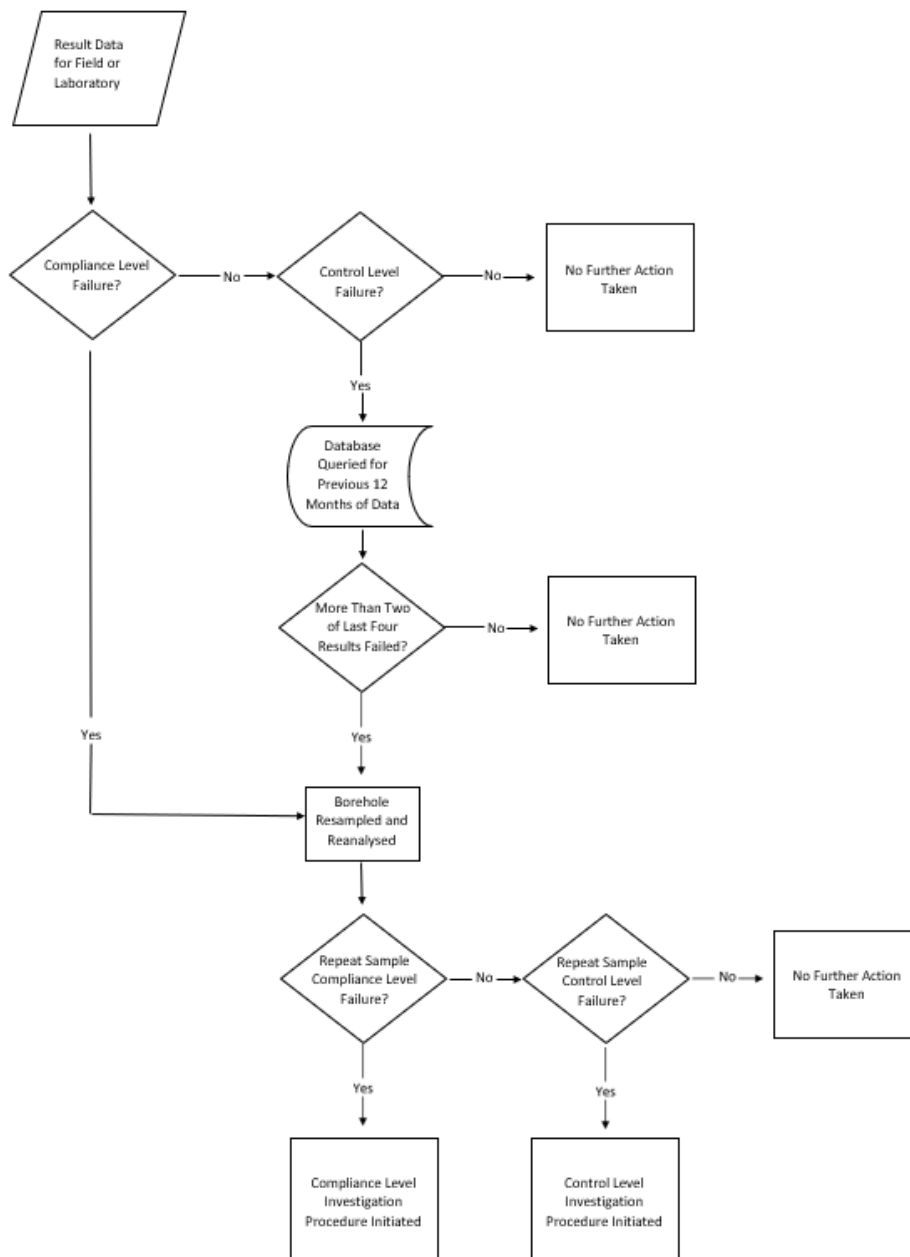 Result Data
for Field or
Laboratory
Compliance Level
Failure?
No
Control Level
Failure?
No
No Further Action
Taken
Yes
Database
Queried for
Previous 12
Months of Data
More Than Two
of Last Four
Results Failed?
No
No Further Action
Taken
Yes
Yes
Borehole
Resampled and
Reanalysed
Repeat Sample
Compliance Level
Failure?
No
Repeat Sample
Control Level
Failure?
No
No Further Action
Taken
Yes
Yes
Compliance Level
Investigation
Procedure Initiated
Control Level
Investigation
Procedure Initiated